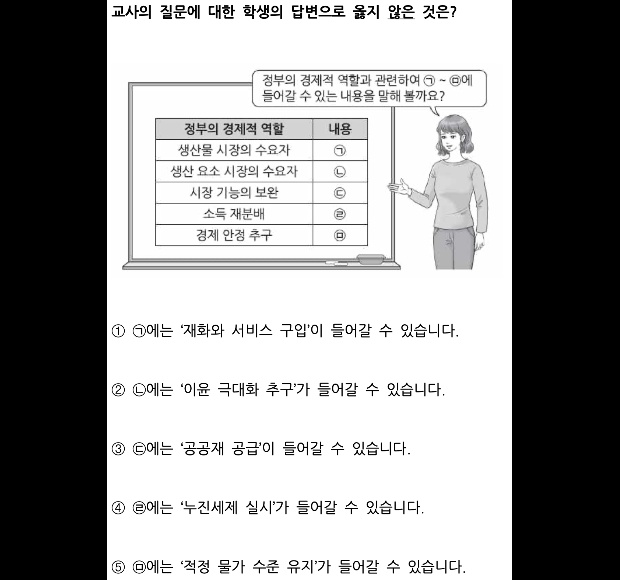 교사의 질문에 대한 학생의 답변으로 옳지 않은 것은?
정부의 경제적 역할과 관련하여 ㉠ ~ ㉤에
들어갈 수 있는 내용을 말해 볼까요?
정부의 경제적 역할 내용
생산물 시장의 수요자 ㉠
생산 요소 시장의 수요자 ㉡
시장 기능의 보완 ㉢
소득 재분배 ㉣
경제 안정 추구 ㉤
① ㉠에는 ‘재화와 서비스 구입’이 들어갈 수 있습니다.
② ㉡에는 ‘이윤 극대화 추구’가 들어갈 수 있습니다.
③ ㉢에는 ‘공공재 공급’이 들어갈 수 있습니다.
④ ㉣에는 ‘누진세제 실시’가 들어갈 수 있습니다.
⑤ ㉤에는 ‘적정 물가 수준 유지’가 들어갈 수 있습니다.